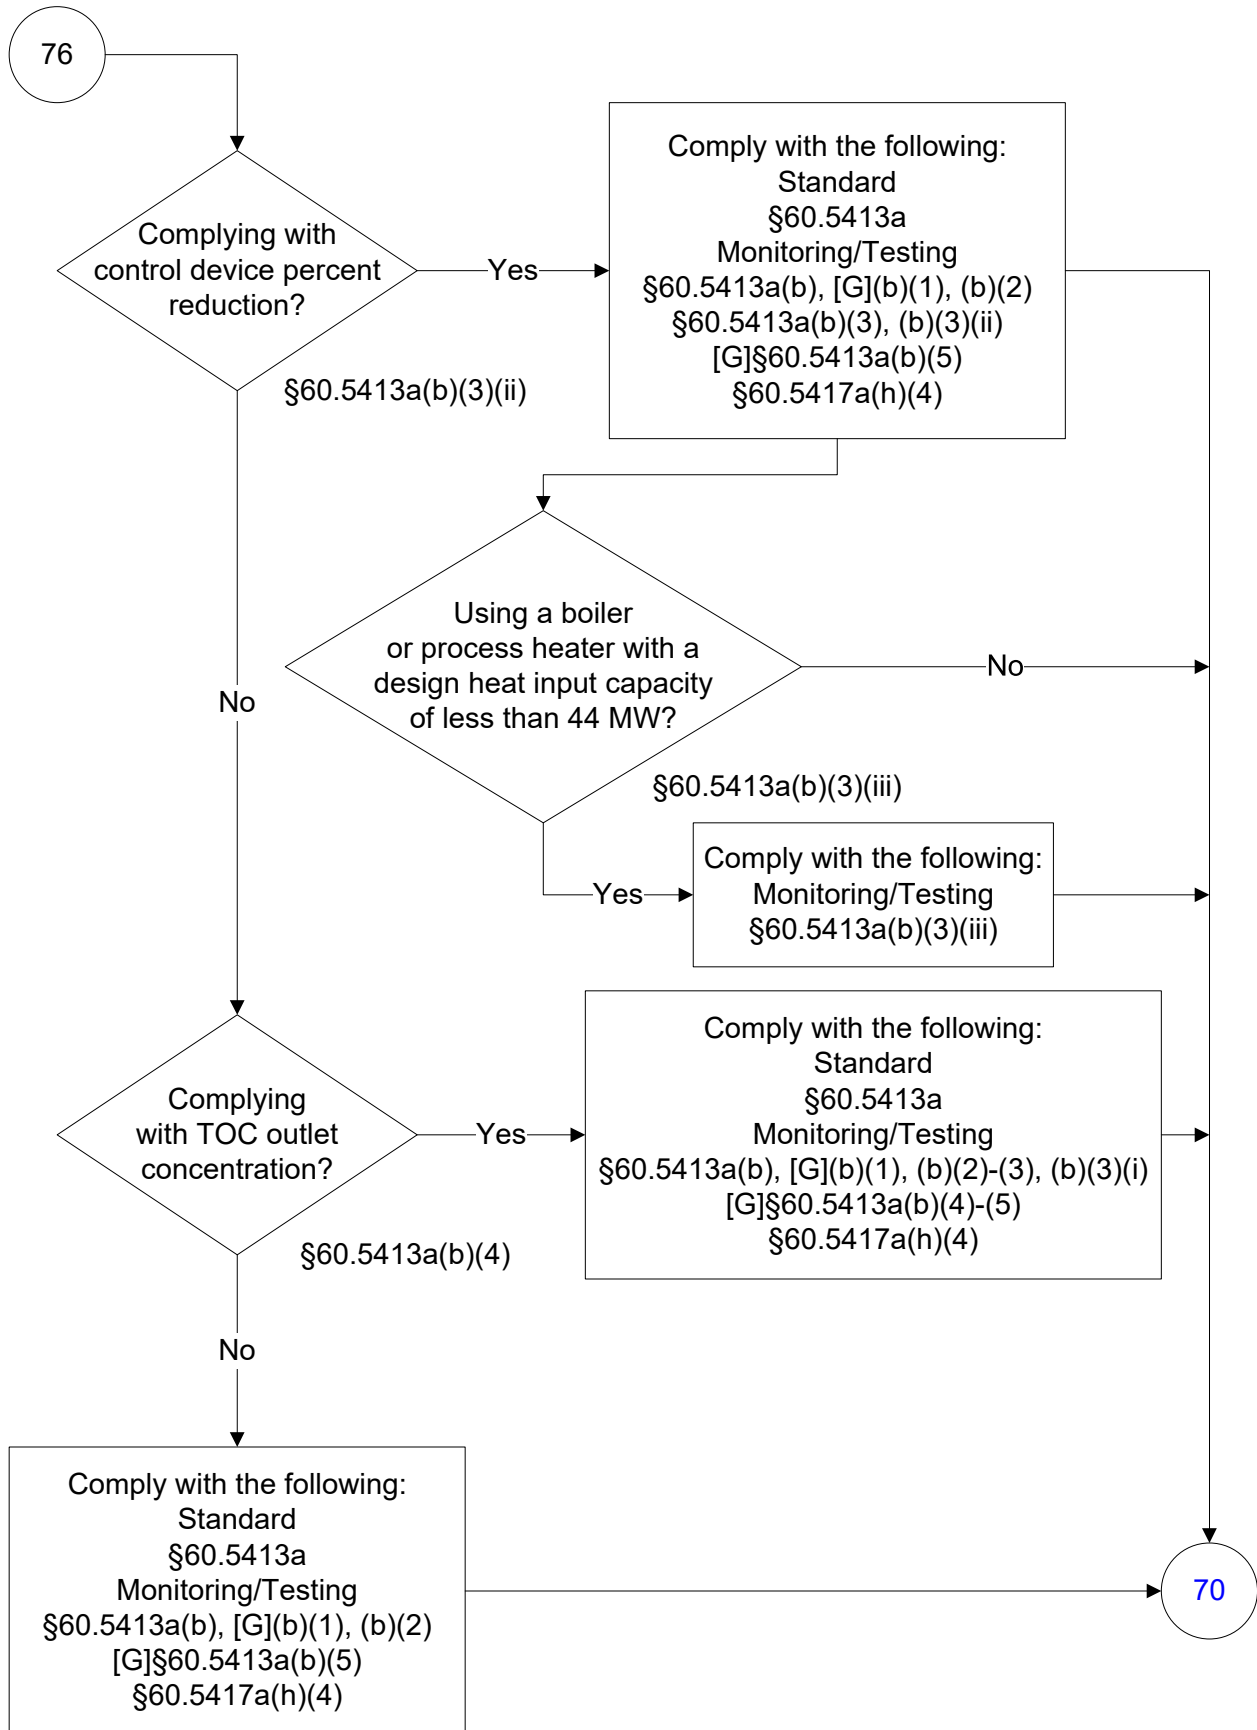 76
Complying with
control device percent
reduction?
Yes
§60.5413a(b)(3)(ii)
Comply with the following:
Standard
§60.5413a
Monitoring/Testing
§60.5413a(b), [G](b)(1), (b)(2)
§60.5413a(b)(3), (b)(3)(ii)
[G]§60.5413a(b)(5)
§60.5417a(h)(4)
Using a boiler
or process heater with a
design heat input capacity
of less than 44 MW?
No
No
§60.5413a(b)(3)(iii)
Yes
Comply with the following:
Monitoring/Testing
§60.5413a(b)(3)(iii)
Complying
with TOC outlet
concentration?
Yes
§60.5413a(b)(4)
Comply with the following:
Standard
§60.5413a
Monitoring/Testing
§60.5413a(b), [G](b)(1), (b)(2)-(3), (b)(3)(i)
[G]§60.5413a(b)(4)-(5)
§60.5417a(h)(4)
No
Comply with the following:
Standard
§60.5413a
Monitoring/Testing
§60.5413a(b), [G](b)(1), (b)(2)
[G]§60.5413a(b)(5)
§60.5417a(h)(4)
70